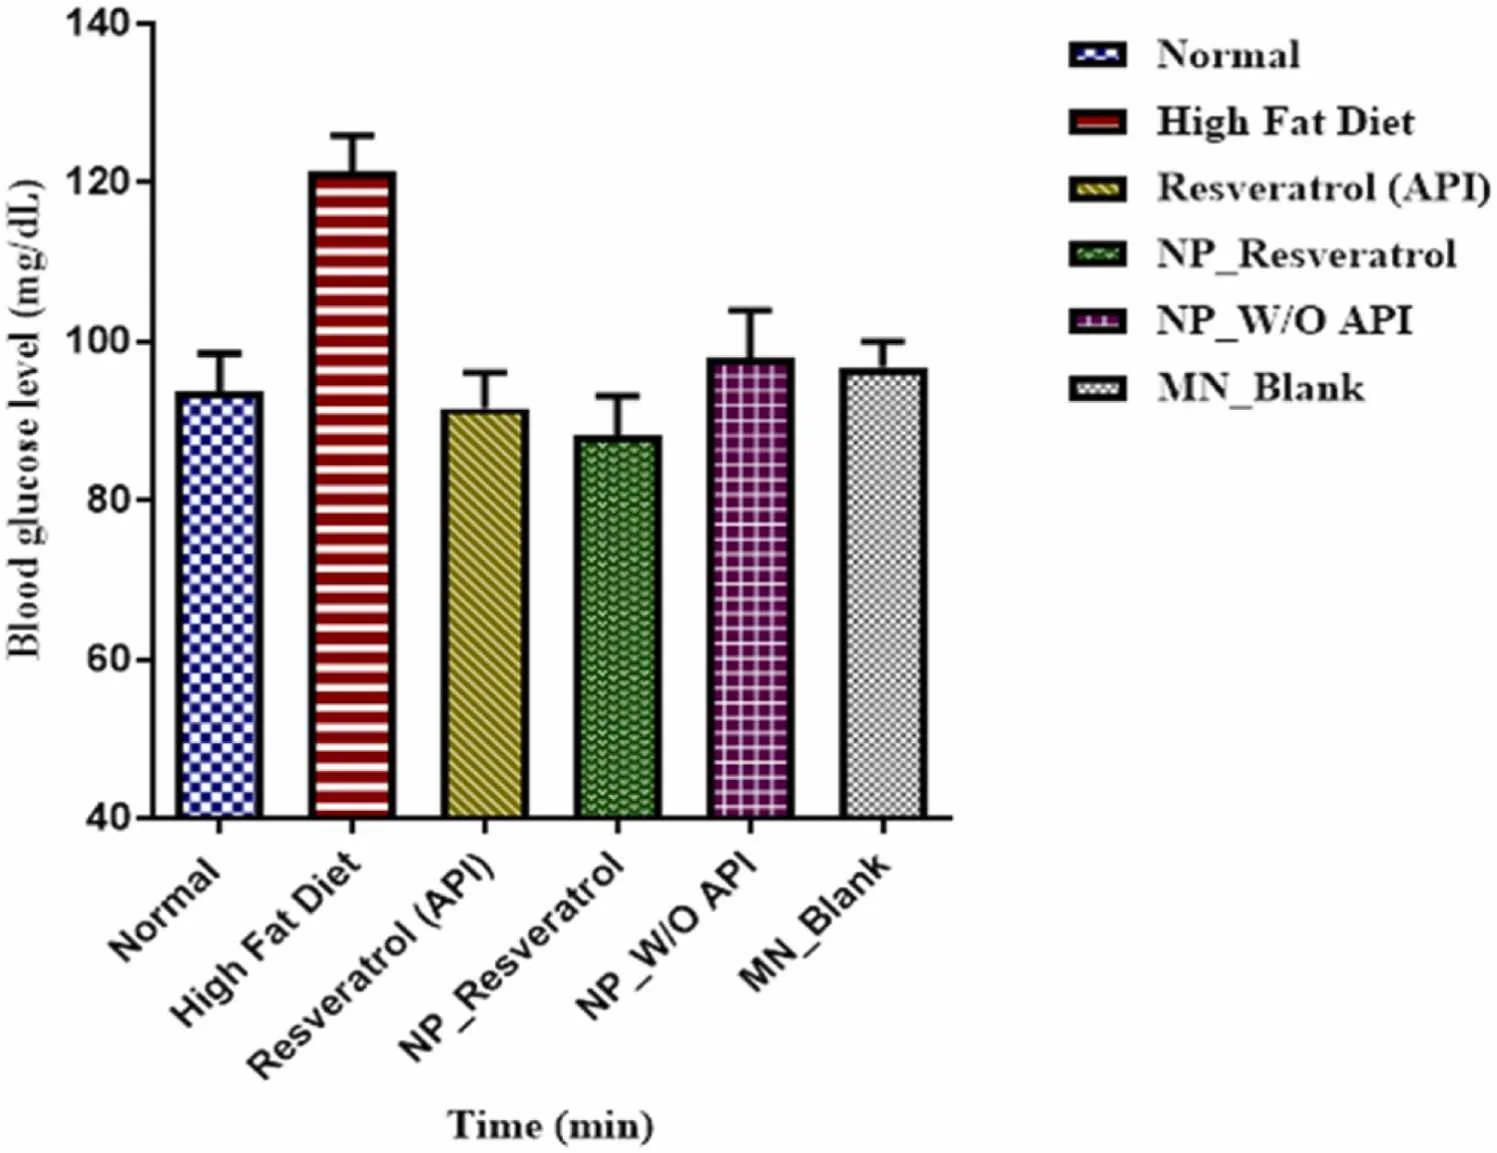 140
120
100
80
60
40
Blood glucose level (mg/dL)
Normal
High Fat Diet
Resveratrol (API)
NP_Resveratrol
NP_W/O API
MN_Blank
Time (min)
Normal
High Fat Diet
Resveratrol (API)
NP_Resveratrol
NP_W/O API
MN_Blank